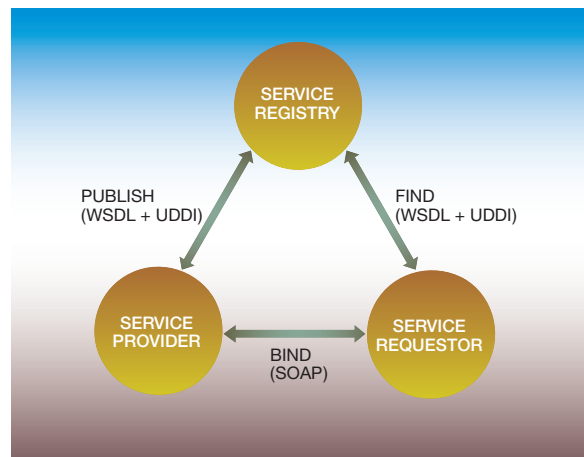 SERVICE
REGISTRY
PUBLISH
(WSDL + UDDI)
FIND
(WSDL + UDDI)
SERVICE
PROVIDER
BIND
(SOAP)
SERVICE
REQUESTOR